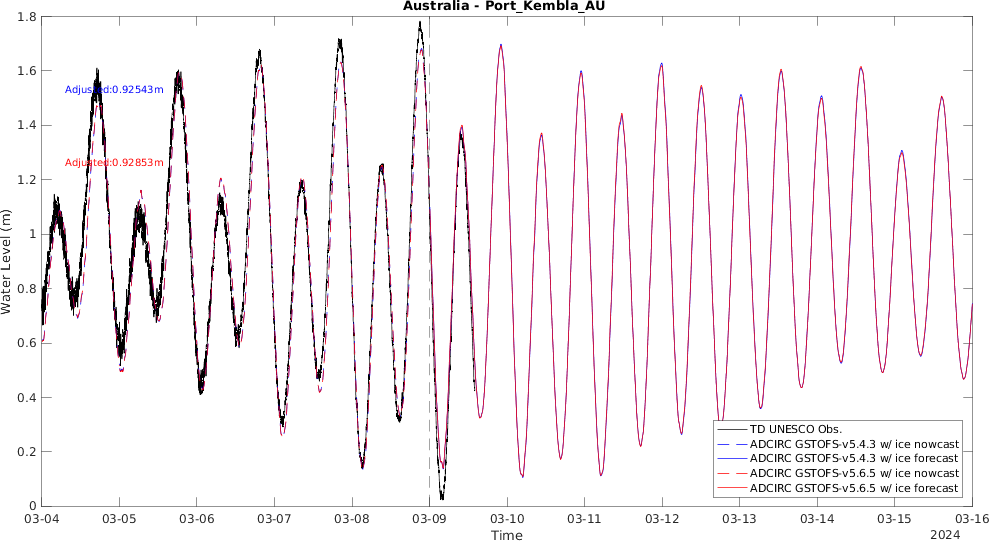 Australia - Port_Kembla_AU
Water Level (m)
1.8
1.6
1.4
1.2
1
0.8
0.6
0.4
0.2
0
Adjusted:0.92543m
Adjusted:0.92853m
TD UNESCO Obs.
ADCIRC GSTOFS-v5.4.3 w/ ice nowcast
ADCIRC GSTOFS-v5.4.3 w/ ice forecast
ADCIRC GSTOFS-v5.6.5 w/ ice nowcast
ADCIRC GSTOFS-v5.6.5 w/ ice forecast
03-04 03-05 03-06 03-07 03-08 03-09 03-10 03-11 03-12 03-13 03-14 03-15 03-16
Time
2024